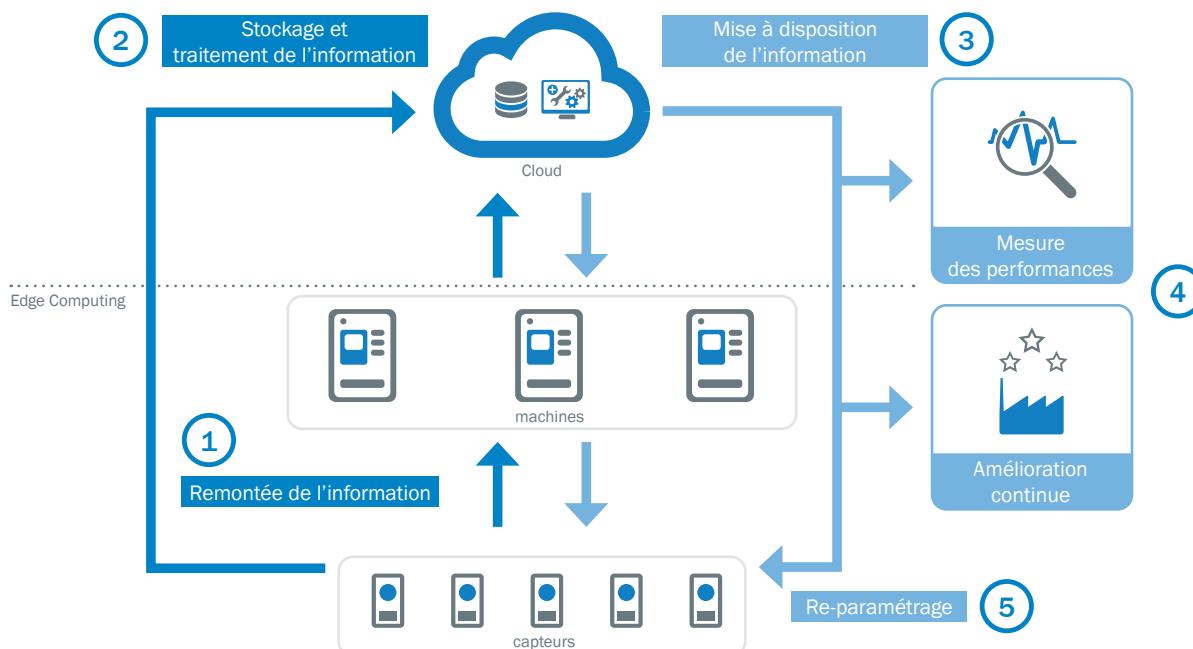 2
Stockage et
traitement de l'information
Mise à disposition
de l'information
3
Cloud
Mesure
des performances
Edge Computing
4
machines
1
Remontée de l'information
Amélioration
continue
Re-paramétrage
5
capteurs